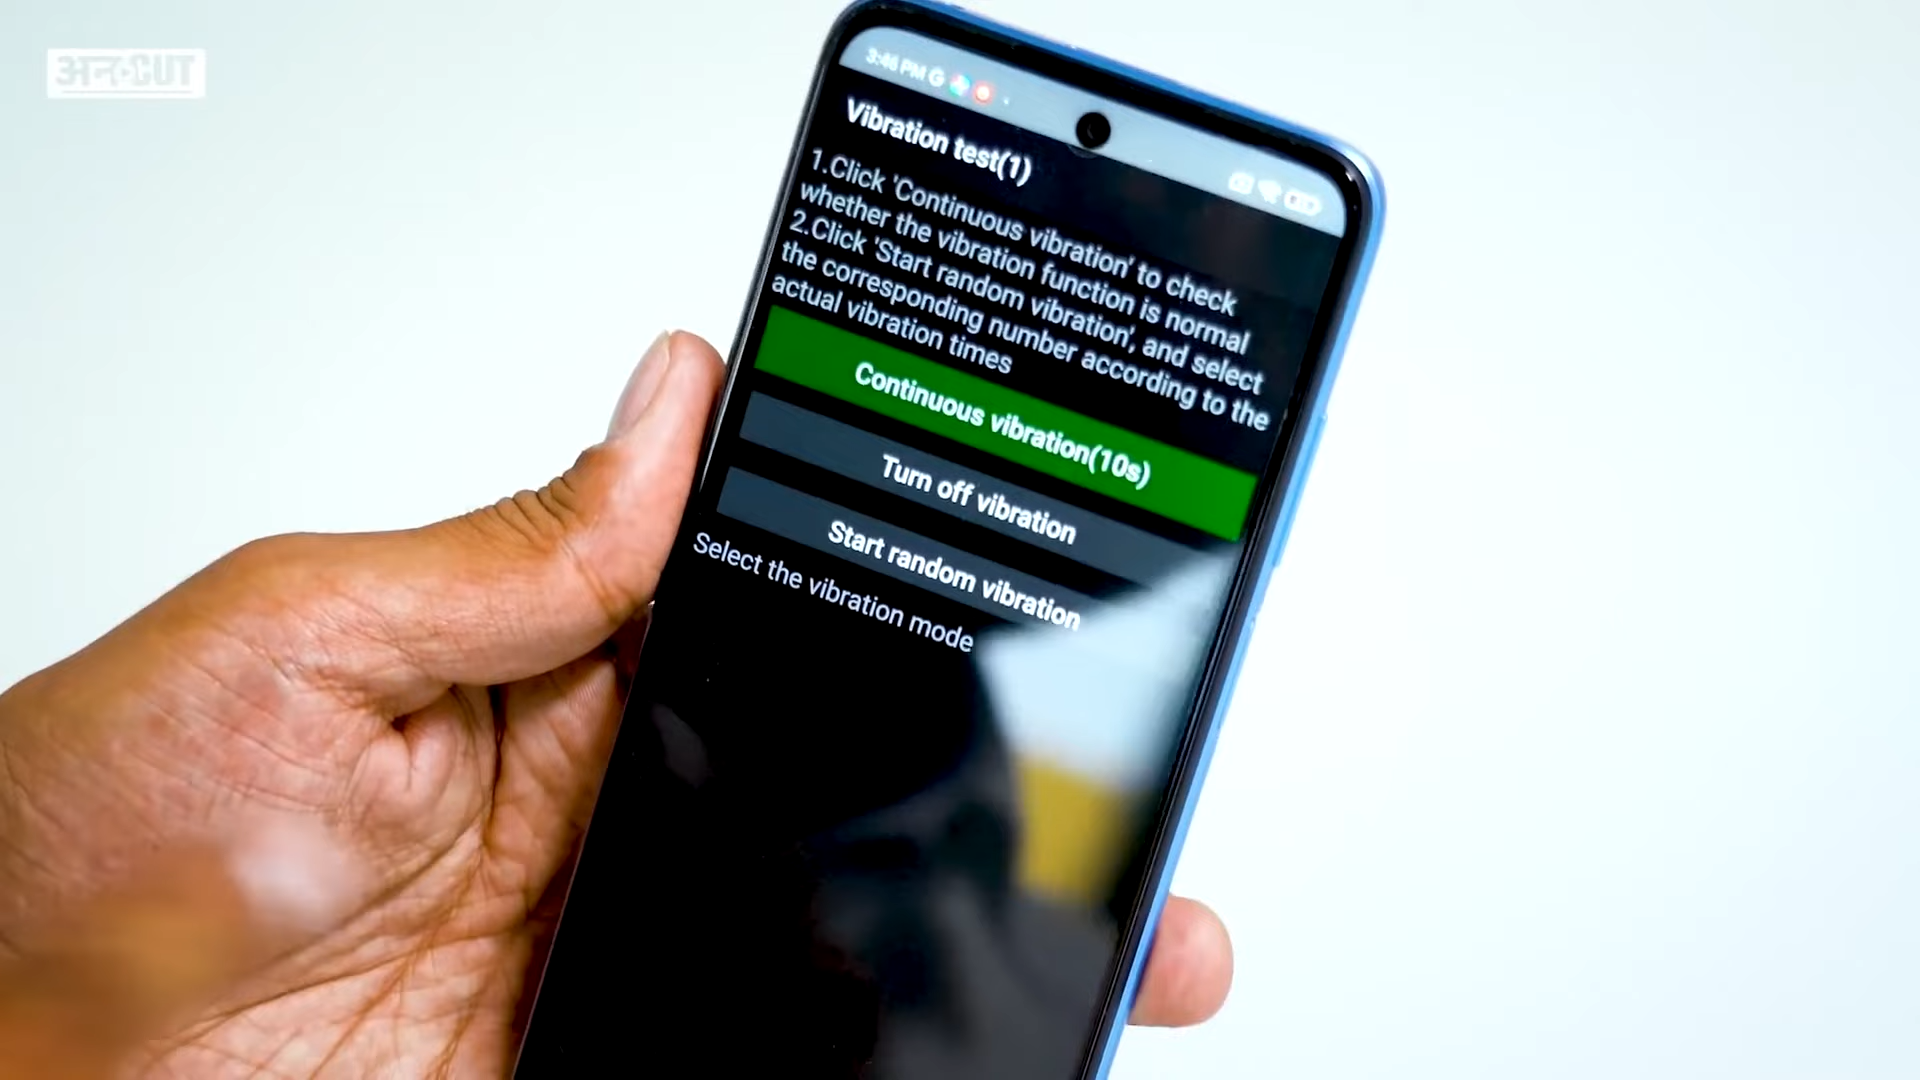 अनCUT
3:46 PM G
Vibration test(1)
1.Click 'Continuous vibration' to check
whether the vibration function is normal
2.Click 'Start random vibration', and select
the corresponding number according to the
actual vibration times
Continuous vibration(10s)
Turn off vibration
Start random vibration
Select the vibration mode